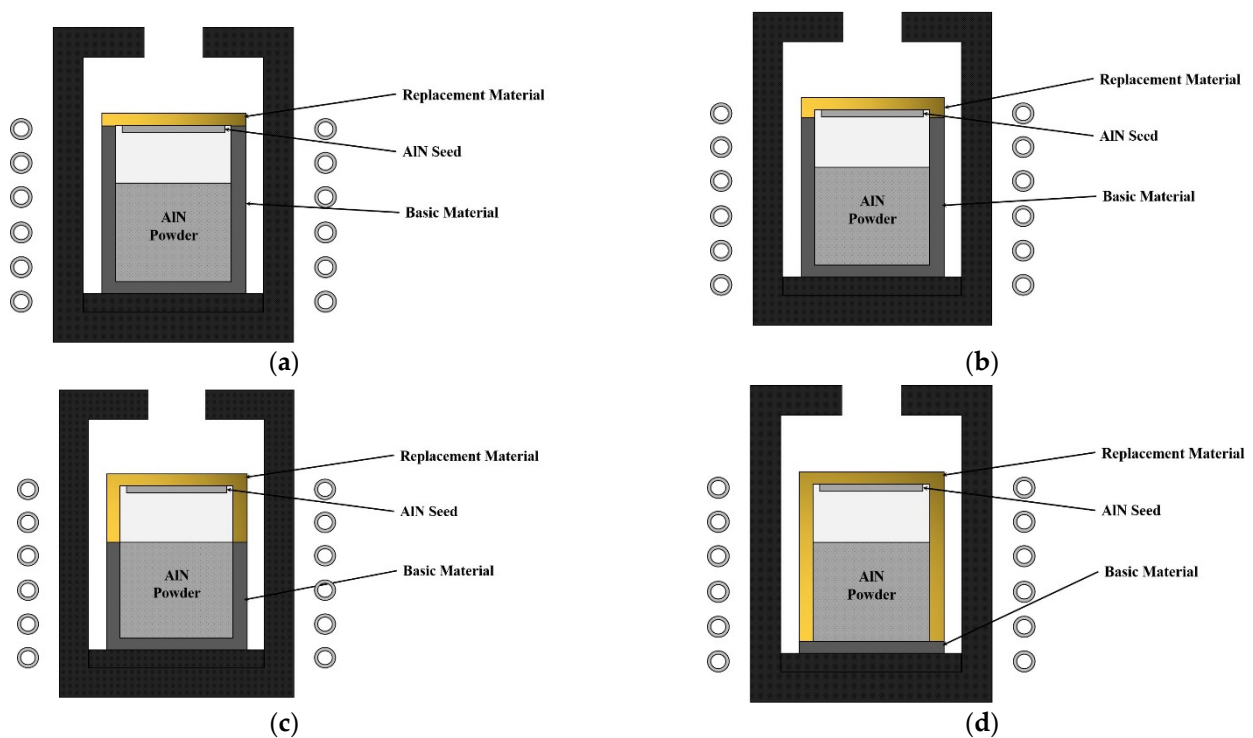 Replacement Material
AlN Seed
Basic Material
AlN
Powder
(a)
Replacement Material
AlN Seed
Basic Material
AlN
Powder
(b)
Replacement Material
AlN Seed
Basic Material
AlN
Powder
(c)
Replacement Material
AlN Seed
Basic Material
AlN
Powder
(d)